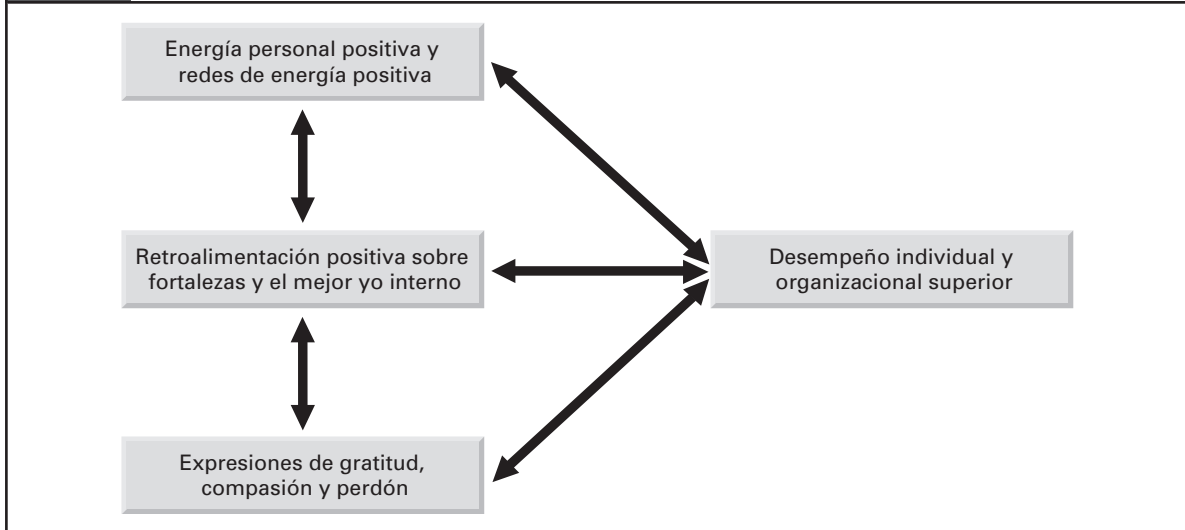 Energía personal positiva y
redes de energía positiva
Retroalimentación positiva sobre
fortalezas y el mejor yo interno
Desempeño individual y
organizacional superior
Expresiones de gratitud,
compasión y perdón